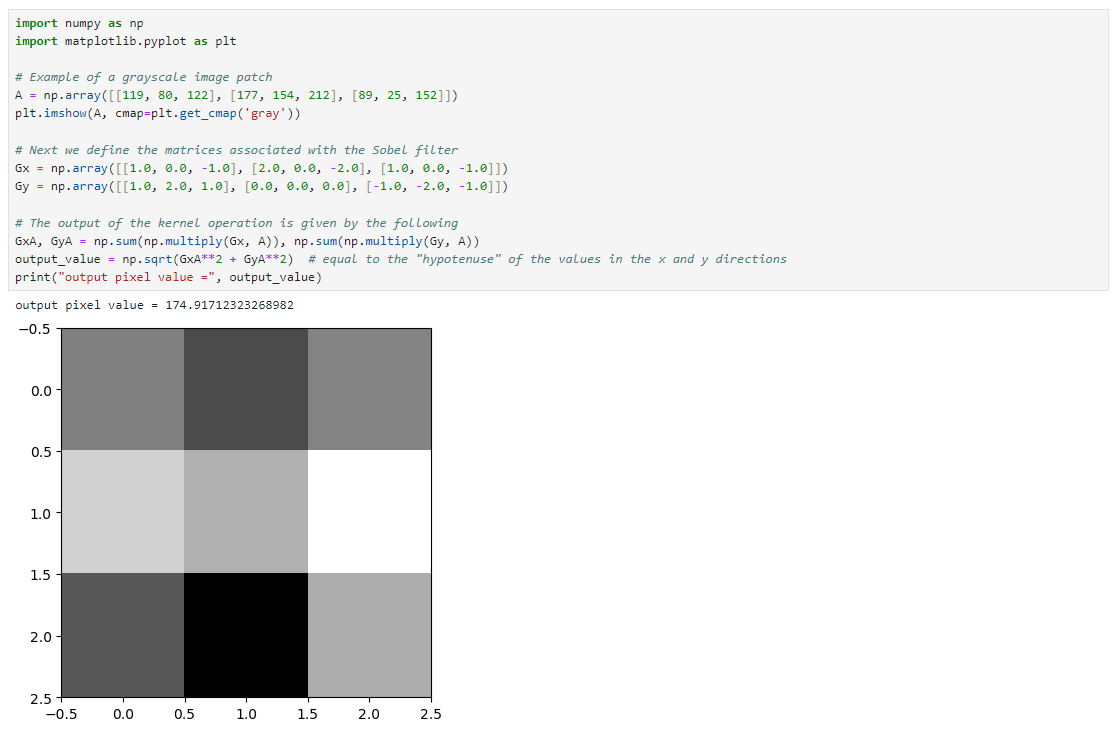 import numpy as np
import matplotlib.pyplot as plt
# Example of a grayscale image patch
A = np.array([[119, 80, 122], [177, 154, 212], [89, 25, 152]])
plt.imshow(A, cmap=plt.get_cmap('gray'))
# Next we define the matrices associated with the Sobel filter
Gx = np.array([[1.0, 0.0, -1.0], [2.0, 0.0, -2.0], [1.0, 0.0, -1.0]])
Gy = np.array([[1.0, 2.0, 1.0], [0.0, 0.0, 0.0], [-1.0, -2.0, -1.0]])
# The output of the kernel operation is given by the following
GxA, GyA = np.sum(np.multiply(Gx, A)), np.sum(np.multiply(Gy, A))
output_value = np.sqrt(GxA**2 + GyA**2)  # equal to the "hypotenuse" of the values in the x and y directions
print("output pixel value =", output_value)
output pixel value = 174.91712323268982
−0.5
0.0
0.5
1.0
1.5
2.0
2.5
−0.5 0.0 0.5 1.0 1.5 2.0 2.5